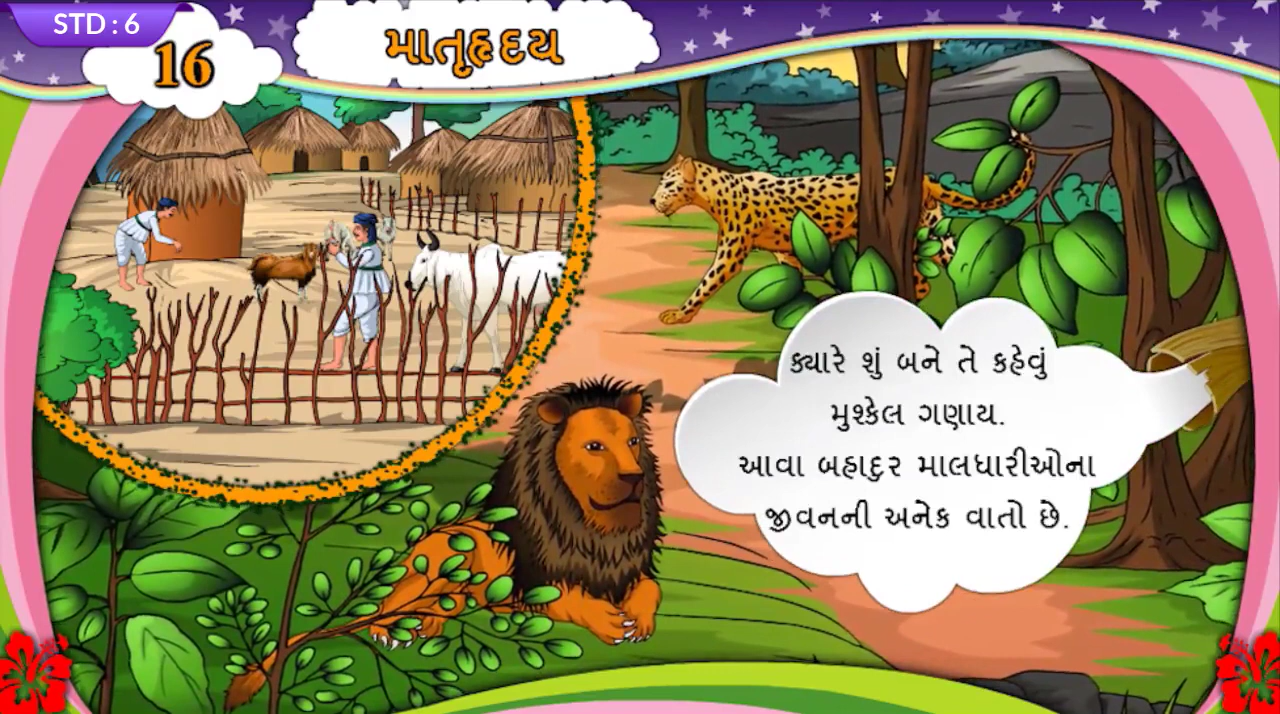 STD : 6
16
માતૃહૃદય
ક્યારે શું બને તે કહેવું
મુશ્કેલ ગણાય.
આવા બહાદુર માલધારીઓના
જીવનની અનેક વાતો છે.